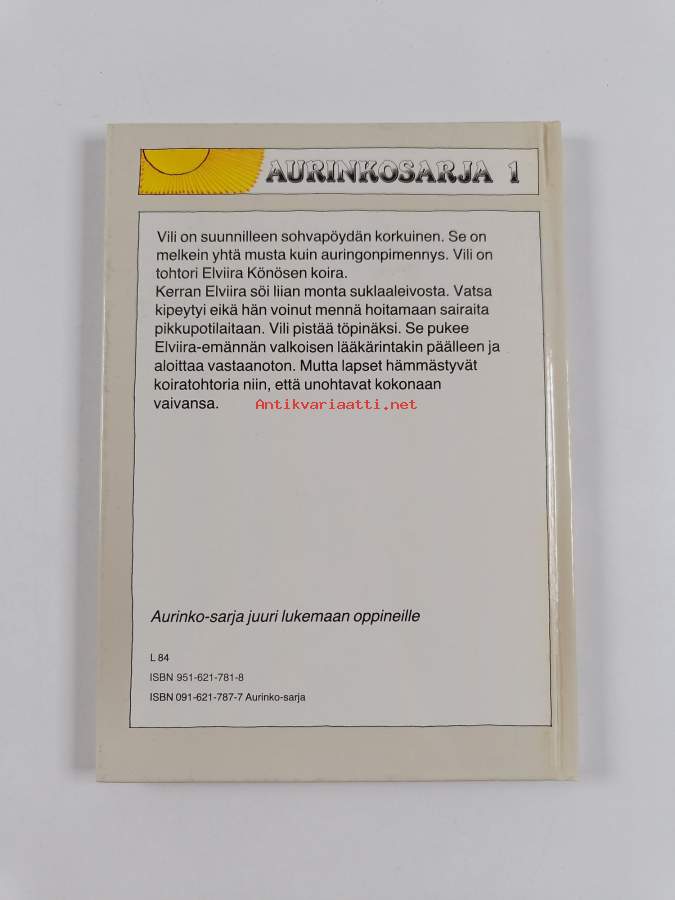 AURINKOSARJA 1
Vili on suunnilleen sohvapöydän korkuinen. Se on
melkein yhtä musta kuin auringonpimennys. Vili on
tohtori Elviira Könösen koira.
Kerran Elviira söi liian monta suklaaleivosta. Vatsa
kipeytyi eikä hän voinut mennä hoitamaan sairaita
pikkupotilaitaan. Vili pistää töpinäksi. Se pukee
Elviira-emännän valkoisen lääkärintakin päälleen ja
aloittaa vastaanoton. Mutta lapset hämmästyvät
koiratohtoria niin, että unohtavat kokonaan
vaivansa. Antikvariaatti.net
Aurinko-sarja juuri lukemaan oppineille
L 84
ISBN 951-621-781-8
ISBN 091-621-787-7 Aurinko-sarja